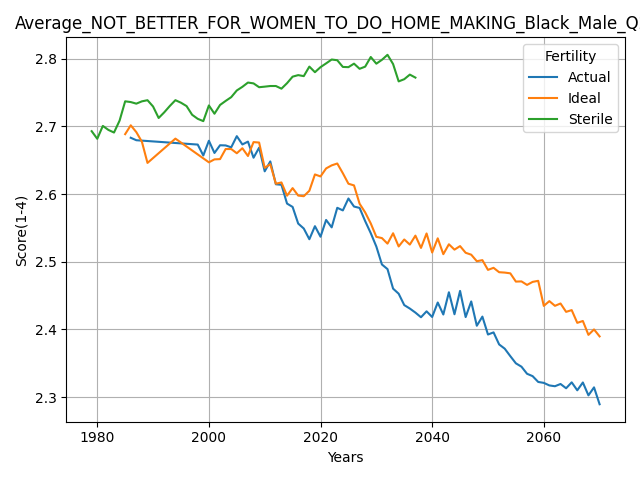 Average_NOT_BETTER_FOR_WOMEN_TO_DO_HOME_MAKING_Black_Male_Q
Fertility
Actual
Ideal
Sterile
Score(1-4)
2.8
2.7
2.6
2.5
2.4
2.3
1980 2000 2020 2040 2060
Years